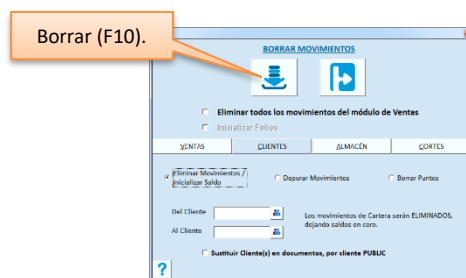 Borrar (F10).
BORRAR MOVIMIENTOS
Eliminar todos los movimientos del módulo de Ventas
Inicializar Folios
VENTAS CLIENTES ALMACÉN CORTES
Eliminar Movimientos / Inicializar Saldo
Depurar Movimientos
Borrar Puntos
Del Cliente
Al Cliente
Los movimientos de Cartera serán ELIMINADOS,
dejando saldos en cero.
Sustituir Cliente(s) en documentos, por cliente PUBLIC
?